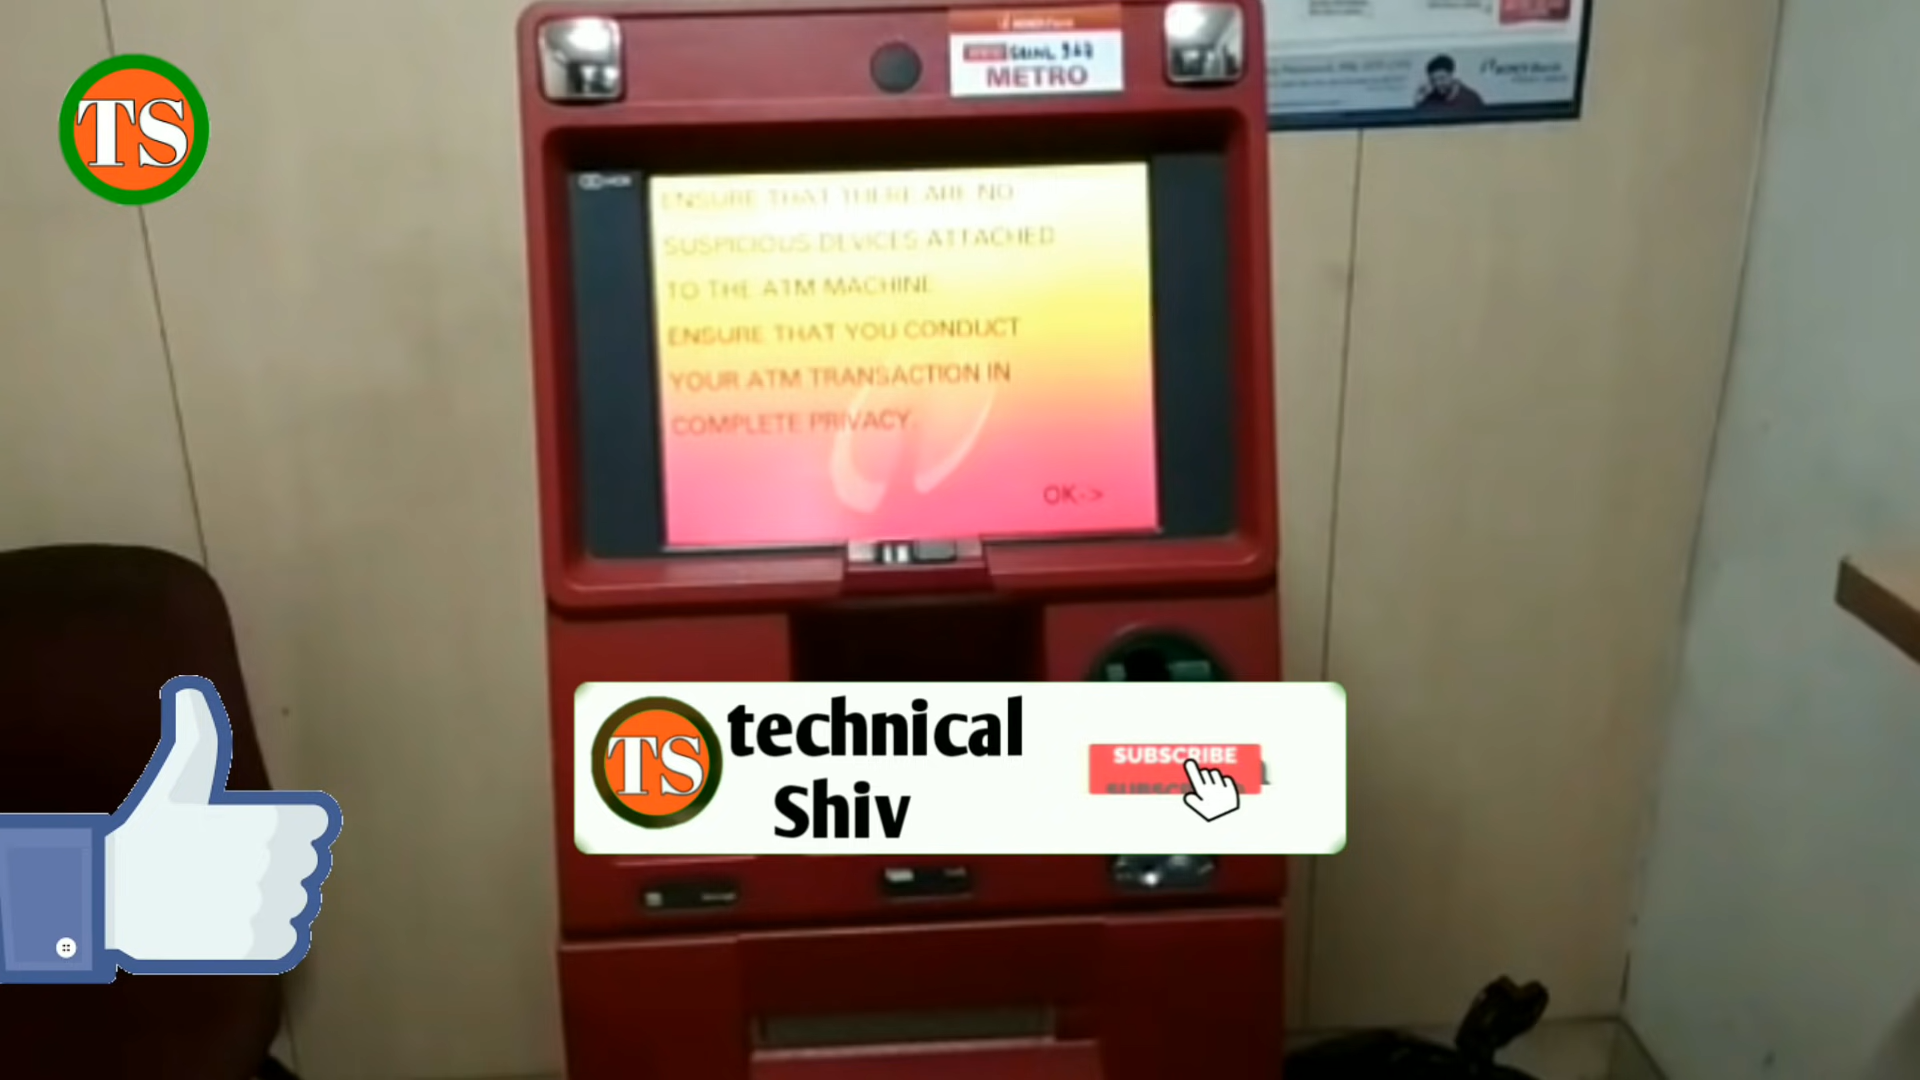 TS
METRO
ENSURE THAT THERE ARE NO
SUSPICIOUS DEVICES ATTACHED
TO THE ATM MACHINE
ENSURE THAT YOU CONDUCT
YOUR ATM TRANSACTION IN
COMPLETE PRIVACY.
OK->
TS
technical
Shiv
SUBSCRIBE